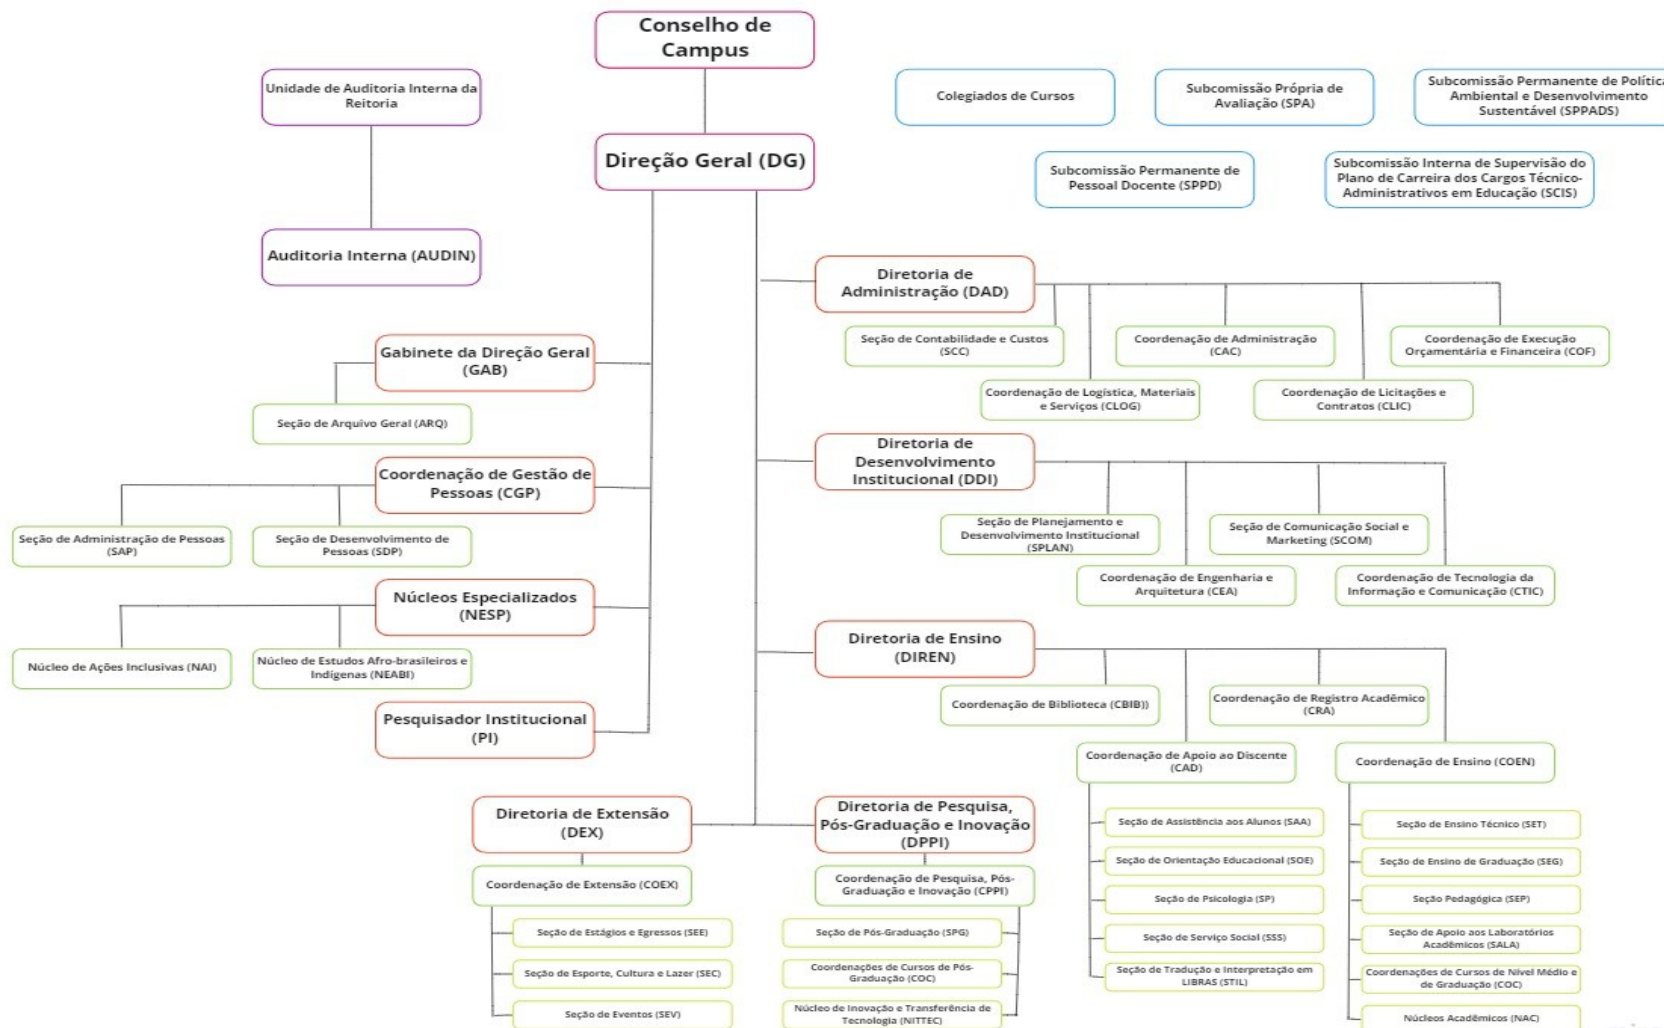 Conselho de
Campus
Unidade de Auditoria Interna da
Reitoria
Colegiados de Cursos
Subcomissão Própria de
Avaliação (SPA)
Subcomissão Permanente de Política
Ambiental e Desenvolvimento
Sustentável (SPPADS)
Direção Geral (DG)
Subcomissão Permanente de
Pessoal Docente (SPPD)
Subcomissão Interna de Supervisão do
Plano de Carreira dos Cargos Técnico-
Administrativos em Educação (SCIS)
Auditoria Interna (AUDIN)
Diretoria de
Administração (DAD)
Seção de Contabilidade e Custos
(SCC)
Coordenação de Administração
(CAC)
Coordenação de Execução
Orçamentária e Financeira (COF)
Coordenação de Logística, Materiais
e Serviços (CLOG)
Coordenação de Licitações e
Contratos (CLIC)
Gabinete da Direção Geral
(GAB)
Seção de Arquivo Geral (ARQ)
Diretoria de
Desenvolvimento
Institucional (DDI)
Coordenação de Gestão de
Pessoas (CGP)
Seção de Administração de Pessoas
(SAP)
Seção de Desenvolvimento de
Pessoas (SDP)
Seção de Planejamento e
Desenvolvimento Institucional
(SPLAN)
Seção de Comunicação Social e
Marketing (SCOM)
Coordenação de Engenharia e
Arquitetura (CEA)
Coordenação de Tecnologia da
Informação e Comunicação (CTIC)
Núcleos Especializados
(NESP)
Núcleo de Ações Inclusivas (NAI)
Núcleo de Estudos Afro-brasileiros e
Indígenas (NEABI)
Diretoria de Ensino
(DIREN)
Coordenação de Biblioteca (CBIB))
Coordenação de Registro Acadêmico
(CRA)
Pesquisador Institucional
(PI)
Coordenação de Apoio ao Discente
(CAD)
Coordenação de Ensino (COEN)
Diretoria de Extensão
(DEX)
Diretoria de Pesquisa,
Pós-Graduação e Inovação
(DPPI)
Coordenação de Extensão (COEX)
Coordenação de Pesquisa, Pós-
Graduação e Inovação (CPPI)
Seção de Estágios e Egressos (SEE)
Seção de Esporte, Cultura e Lazer (SEC)
Seção de Eventos (SEV)
Seção de Pós-Graduação (SPG)
Coordenações de Cursos de Pós-
Graduação (COC)
Núcleo de Inovação e Transferência de
Tecnologia (NITTEC)
Seção de Assistência aos Alunos (SAA)
Seção de Orientação Educacional (SOE)
Seção de Psicologia (SP)
Seção de Serviço Social (SSS)
Seção de Tradução e Interpretação em
LIBRAS (STIL)
Seção de Ensino Técnico (SET)
Seção de Ensino de Graduação (SEG)
Seção Pedagógica (SEP)
Seção de Apoio aos Laboratórios
Acadêmicos (SALA)
Coordenações de Cursos de Nível Médio e
de Graduação (COC)
Núcleos Acadêmicos (NAC)